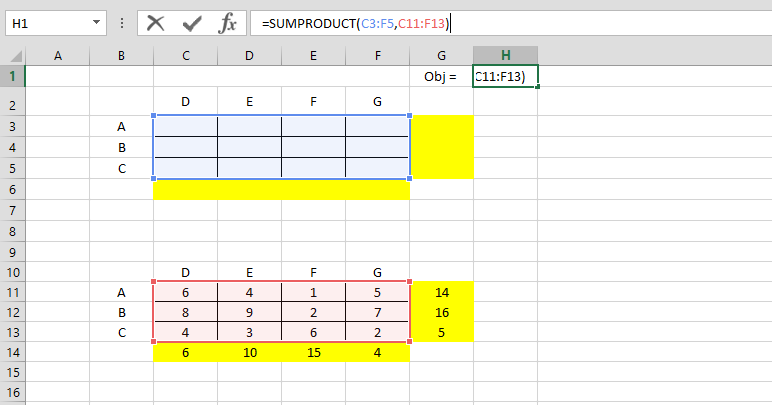 H1 fx =SUMPRODUCT(C3:F5,C11:F13)
A B C D E F G H
1 Obj = C11:F13)
2 D E F G
3 A
4 B
5 C
6
7
8
9
10 D E F G
11 A 6 4 1 5 14
12 B 8 9 2 7 16
13 C 4 3 6 2 5
14 6 10 15 4
15
16